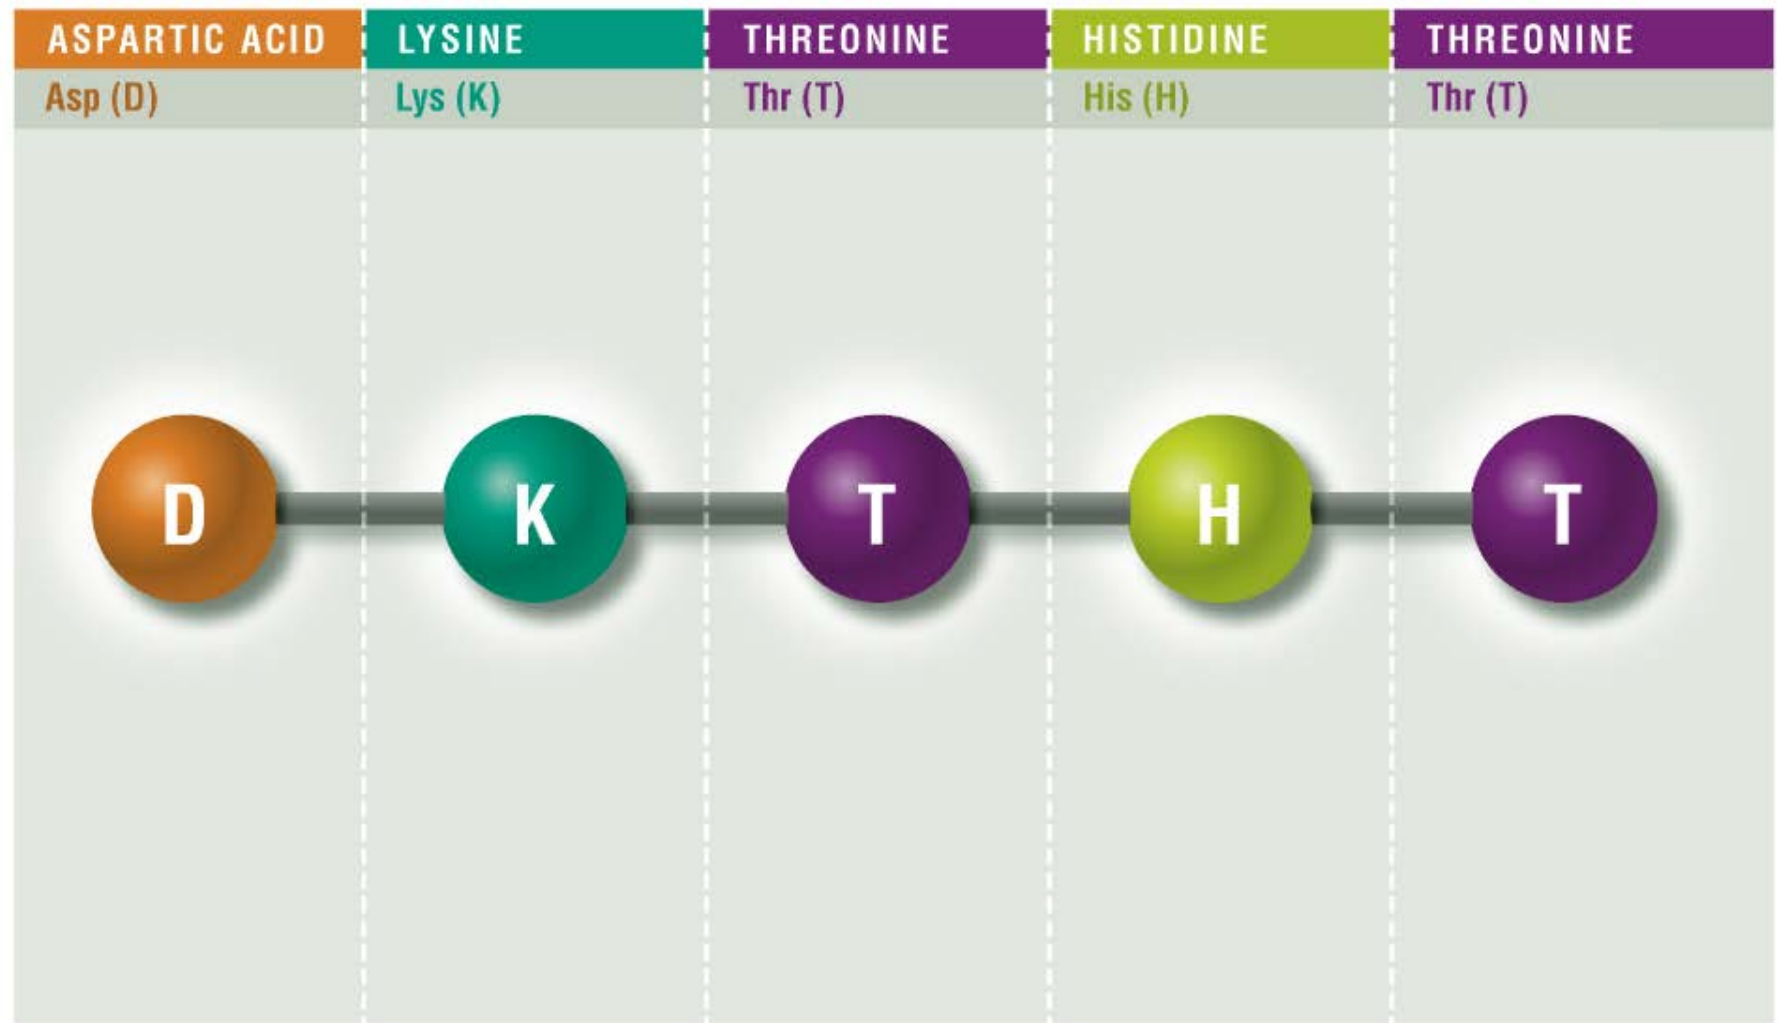 ASPARTIC ACID LYSINE THREONINE HISTIDINE THREONINE
Asp (D) Lys (K) Thr (T) His (H) Thr (T)
D K T H T